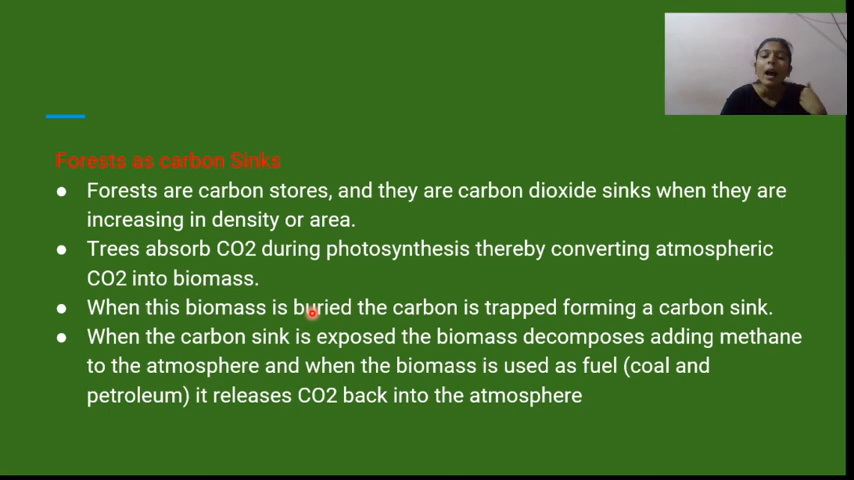 Forests as carbon Sinks
● Forests are carbon stores, and they are carbon dioxide sinks when they are
increasing in density or area.
● Trees absorb CO2 during photosynthesis thereby converting atmospheric
CO2 into biomass.
● When this biomass is buried the carbon is trapped forming a carbon sink.
● When the carbon sink is exposed the biomass decomposes adding methane
to the atmosphere and when the biomass is used as fuel (coal and
petroleum) it releases CO2 back into the atmosphere